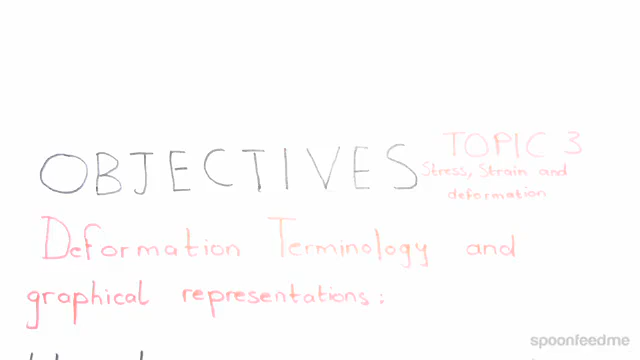 OBJECTIVES
TOPIC 3
Stress, Strain and
deformation
Deformation Terminology and
graphical representations:
spoonfeedme